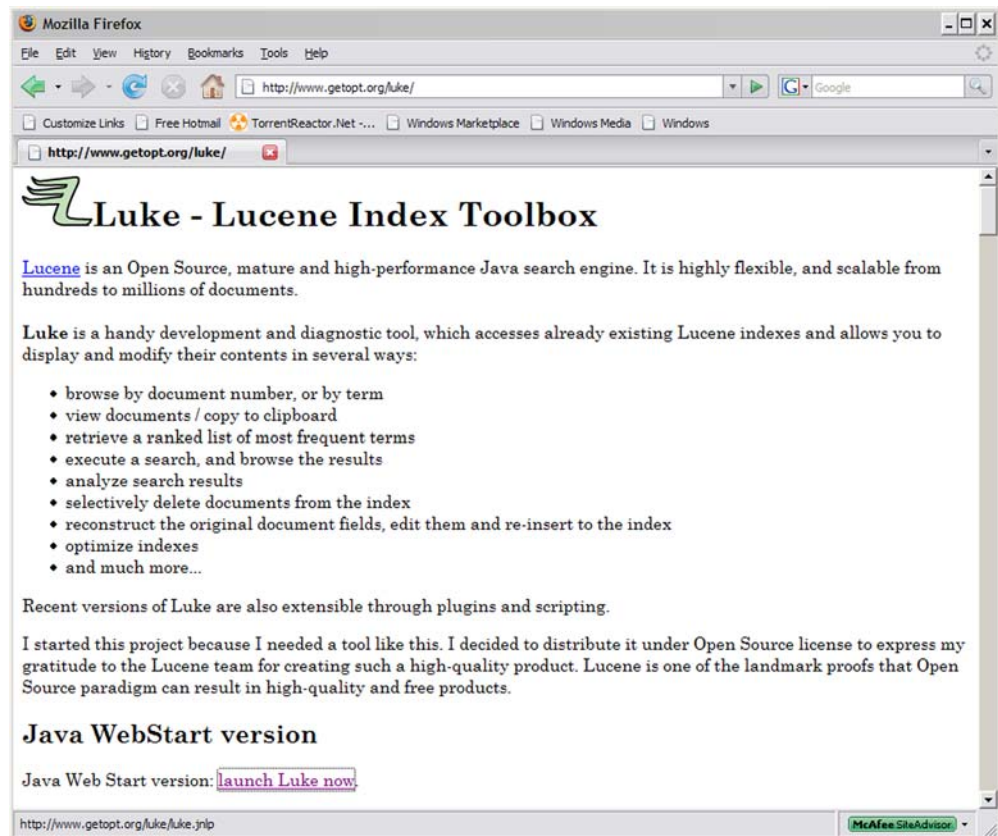 Mozilla Firefox
File Edit View History Bookmarks Tools Help
http://www.getopt.org/luke/
G Google
Customize Links Free Hotmail TorrentReactor.Net -... Windows Marketplace Windows Media Windows
http://www.getopt.org/luke/
Luke - Lucene Index Toolbox
Lucene is an Open Source, mature and high-performance Java search engine. It is highly flexible, and scalable from
hundreds to millions of documents.
Luke is a handy development and diagnostic tool, which accesses already existing Lucene indexes and allows you to
display and modify their contents in several ways:
• browse by document number, or by term
• view documents / copy to clipboard
• retrieve a ranked list of most frequent terms
• execute a search, and browse the results
• analyze search results
• selectively delete documents from the index
• reconstruct the original document fields, edit them and re-insert to the index
• optimize indexes
• and much more...
Recent versions of Luke are also extensible through plugins and scripting.
I started this project because I needed a tool like this. I decided to distribute it under Open Source license to express my
gratitude to the Lucene team for creating such a high-quality product. Lucene is one of the landmark proofs that Open
Source paradigm can result in high-quality and free products.
Java WebStart version
Java Web Start version: launch Luke now.
http://www.getopt.org/luke/luke.jnlp
McAfee SiteAdvisor